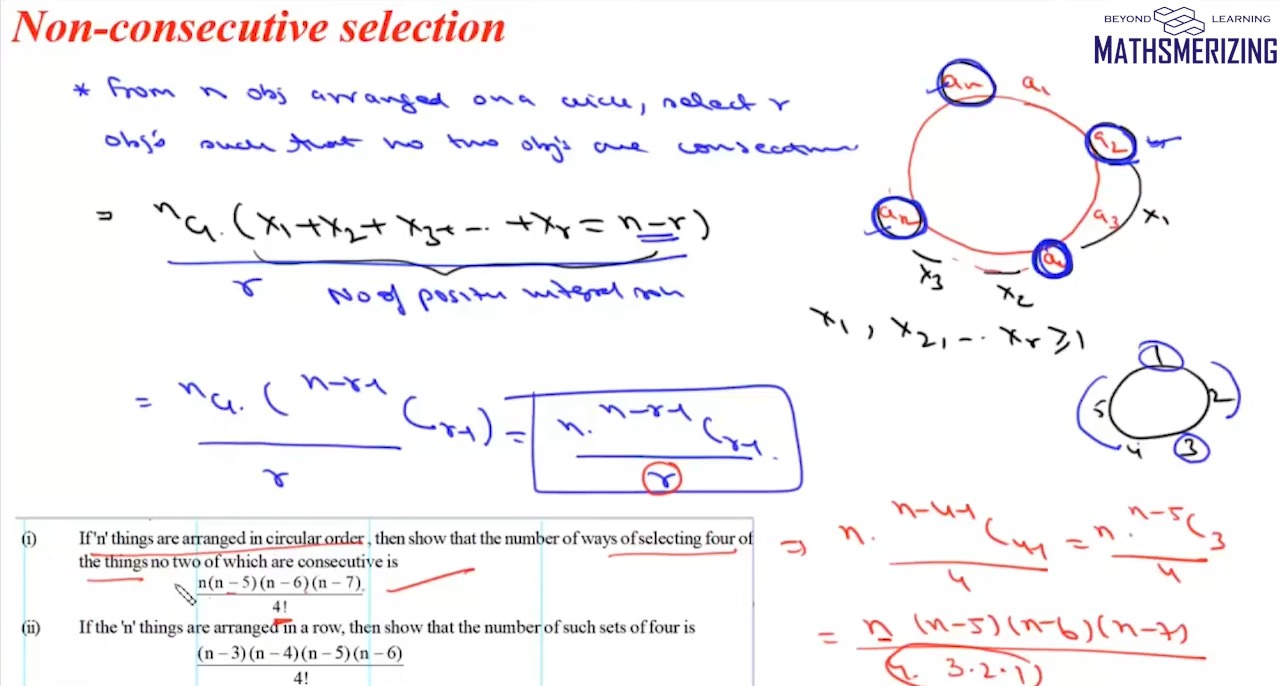 Non-consecutive selection
BEYOND LEARNING
MATHSMERIZING
* From n obj arranged on a circle, select r
obj's such that no two obj's are consecutive
= ⁿC₁. (x₁+x₂+x₃+-.. +xᵣ = n-r)
r
No of positive integral soln
aₙ a₁
a₂
a₃ x₁
x₃ x₂
x₁ , x₂, -.. xᵣ ≥ 1
= ⁿC₁. ( ⁿ⁻ʳ⁻¹Cᵣ₋₁) = n. ⁿ⁻ʳ⁻¹Cᵣ₋₁
r r
1
5 2
4 3
(i) If 'n' things are arranged in circular order, then show that the number of ways of selecting four of
the things no two of which are consecutive is
n(n − 5)(n − 6)(n − 7)
4!
(ii) If the 'n' things are arranged in a row, then show that the number of such sets of four is
(n − 3)(n − 4)(n − 5)(n − 6)
4!
⇒ n. ⁿ⁻⁴⁻¹C₄₋₁ = n. ⁿ⁻⁵C₃
4 4
= n (n-5)(n-6)(n-7)
4. 3.2.1)